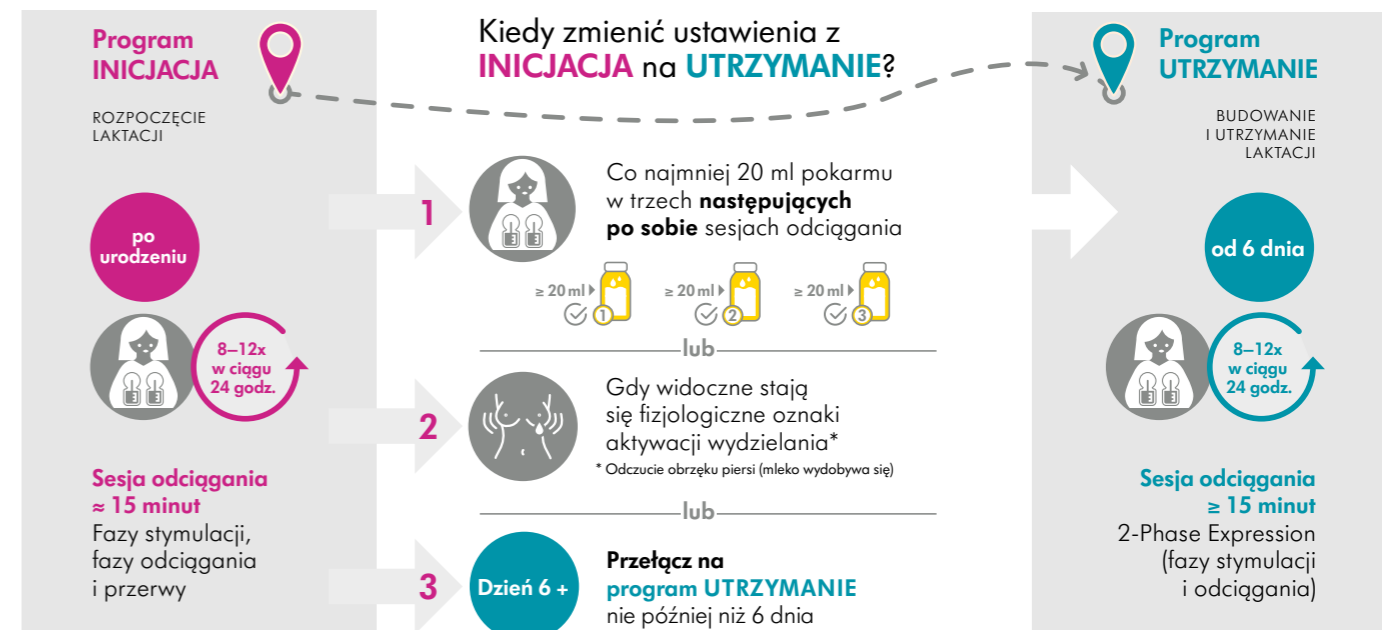 Program
INICJACJA
ROZPOCZĘCIE
LAKTACJI
po
urodzeniu
8–12x
w ciągu
24 godz.
Sesja odciągania
≈ 15 minut
Fazy stymulacji,
fazy odciągania
i przerwy
Kiedy zmienić ustawienia z
INICJACJA na UTRZYMANIE?
1
Co najmniej 20 ml pokarmu
w trzech następujących
po sobie sesjach odciągania
≥ 20 ml
1
≥ 20 ml
2
≥ 20 ml
3
lub
2
Gdy widoczne stają
się fizjologiczne oznaki
aktywacji wydzielania*
* Odczucie obrzęku piersi (mleko wydobywa się)
lub
3
Dzień 6 +
Przełącz na
program UTRZYMANIE
nie później niż 6 dnia
Program
UTRZYMANIE
BUDOWANIE
I UTRZYMANIE
LAKTACJI
od 6 dnia
8–12x
w ciągu
24 godz.
Sesja odciągania
≥ 15 minut
2-Phase Expression
(fazy stymulacji
i odciągania)